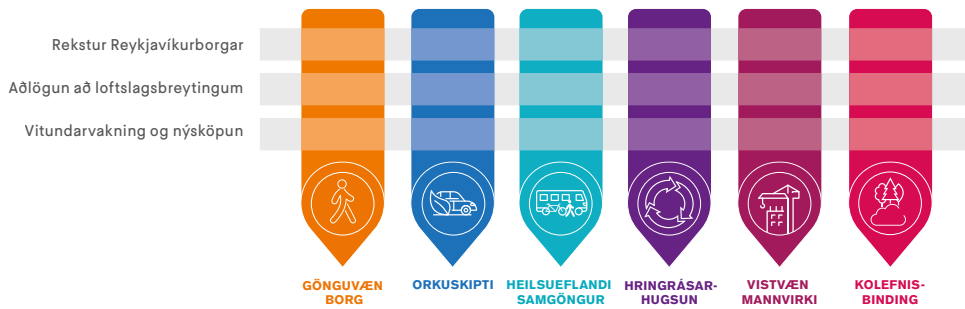 Rekstur Reykjavíkurborgar
Aðlögun að loftslagsbreytingum
Vitundarvakning og nýsköpun
GÖNGUVÆN
BORG
ORKUSKIPTI
HEILSUEFLANDI
SAMGÖNGUR
HRINGRÁSAR-
HUGSUN
VISTVÆN
MANNVIRKI
KOLEFNIS-
BINDING